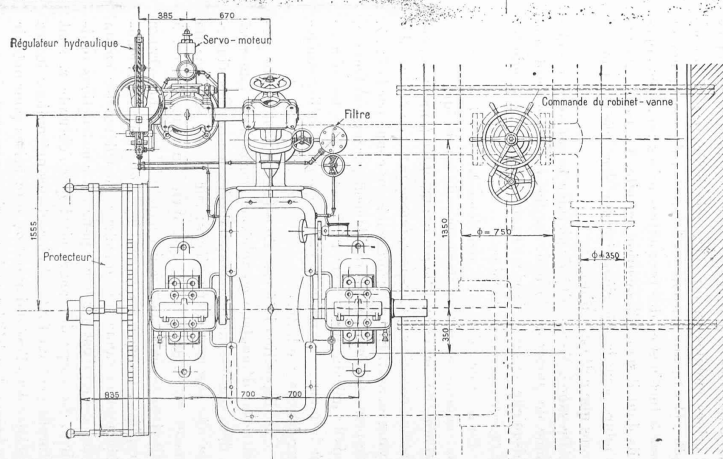 385
670
Régulateur hydraulique
Servo-moteur
Commande du robinet-vanne
Filtre
1555
1350
φ=750
Protecteur
φ=350
350
835
700
700